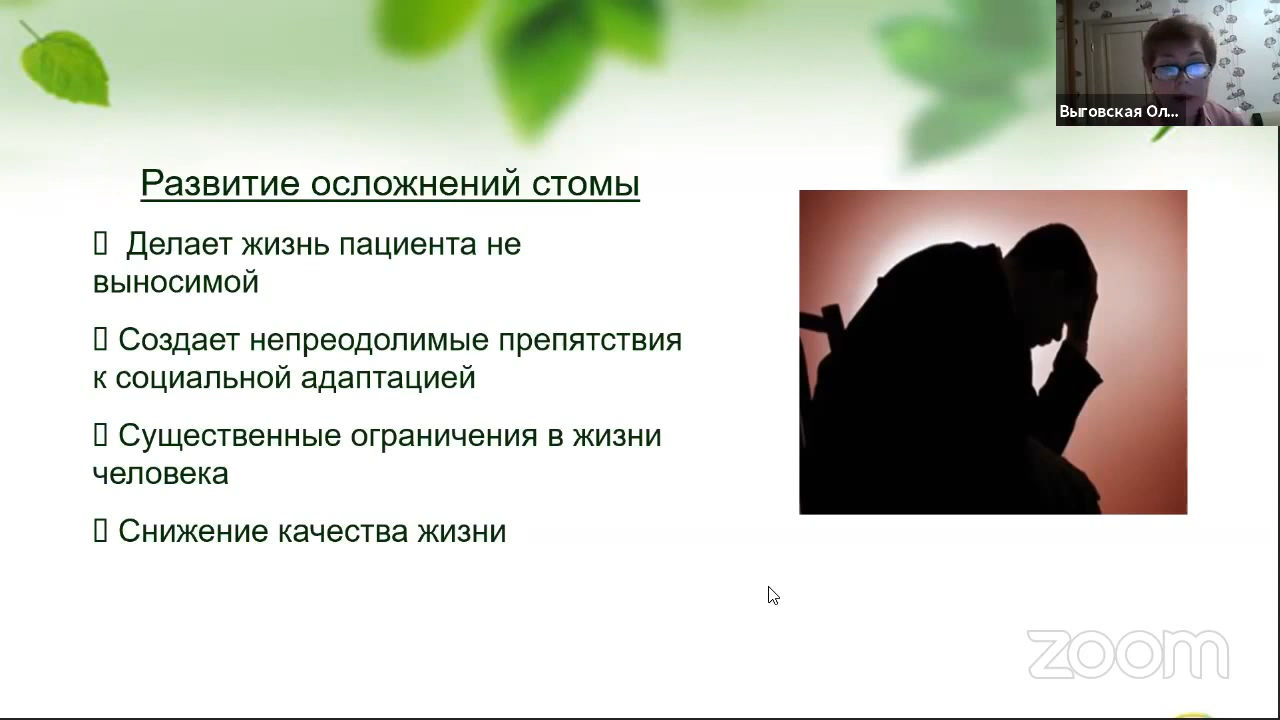 Выговская Ол...
Развитие осложнений стомы
Делает жизнь пациента не
выносимой
Создает непреодолимые препятствия
к социальной адаптацией
Существенные ограничения в жизни
человека
Снижение качества жизни
zoom